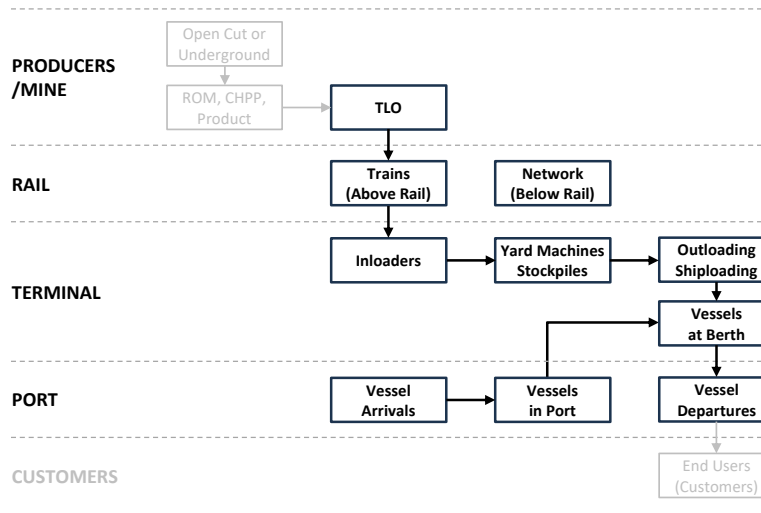 Open Cut or
Underground
PRODUCERS
/MINE
ROM, CHPP,
Product
TLO
RAIL
Trains
(Above Rail)
Network
(Below Rail)
TERMINAL
Inloaders
Yard Machines
Stockpiles
Outloading
Shiploading
Vessels
at Berth
PORT
Vessel
Arrivals
Vessels
in Port
Vessel
Departures
CUSTOMERS
End Users
(Customers)